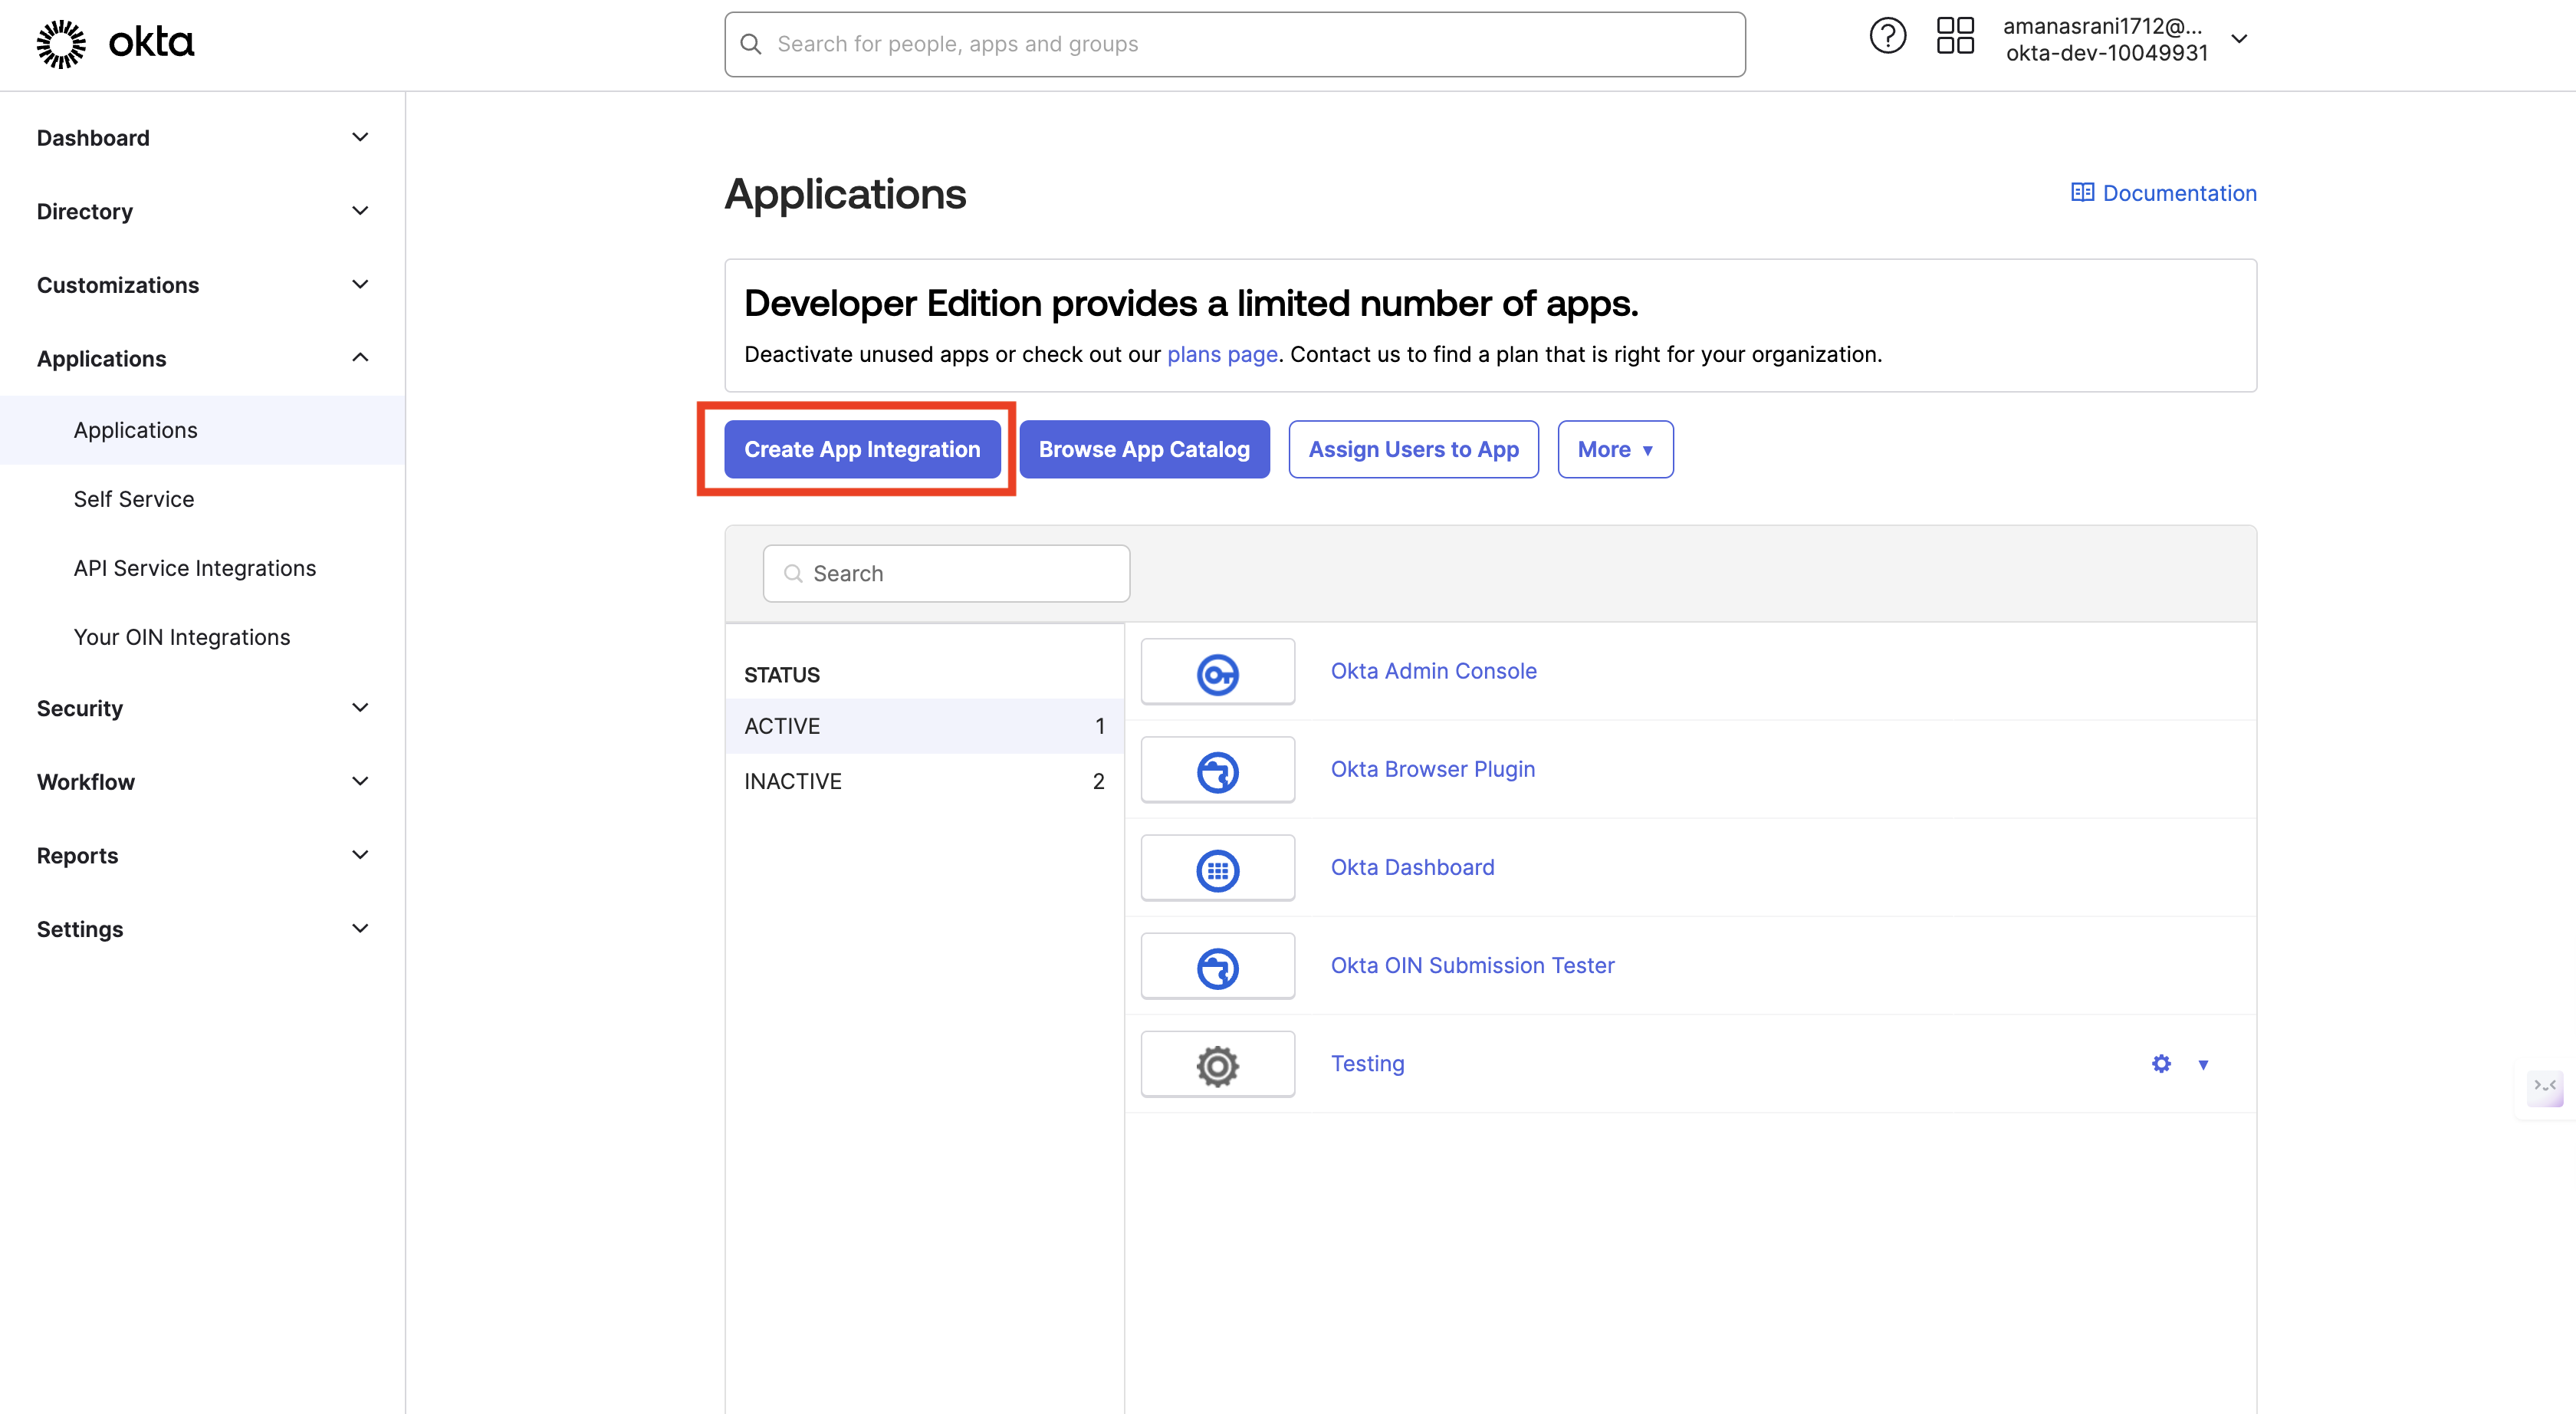 okta
Search for people, apps and groups
amanasrani1712@...
okta-dev-10049931
Dashboard
Directory
Customizations
Applications
Applications
Self Service
API Service Integrations
Your OIN Integrations
Security
Workflow
Reports
Settings
Applications
Documentation
Developer Edition provides a limited number of apps.
Deactivate unused apps or check out our plans page. Contact us to find a plan that is right for your organization.
Create App Integration
Browse App Catalog
Assign Users to App
More
Search
STATUS
ACTIVE 1
INACTIVE 2
Okta Admin Console
Okta Browser Plugin
Okta Dashboard
Okta OIN Submission Tester
Testing